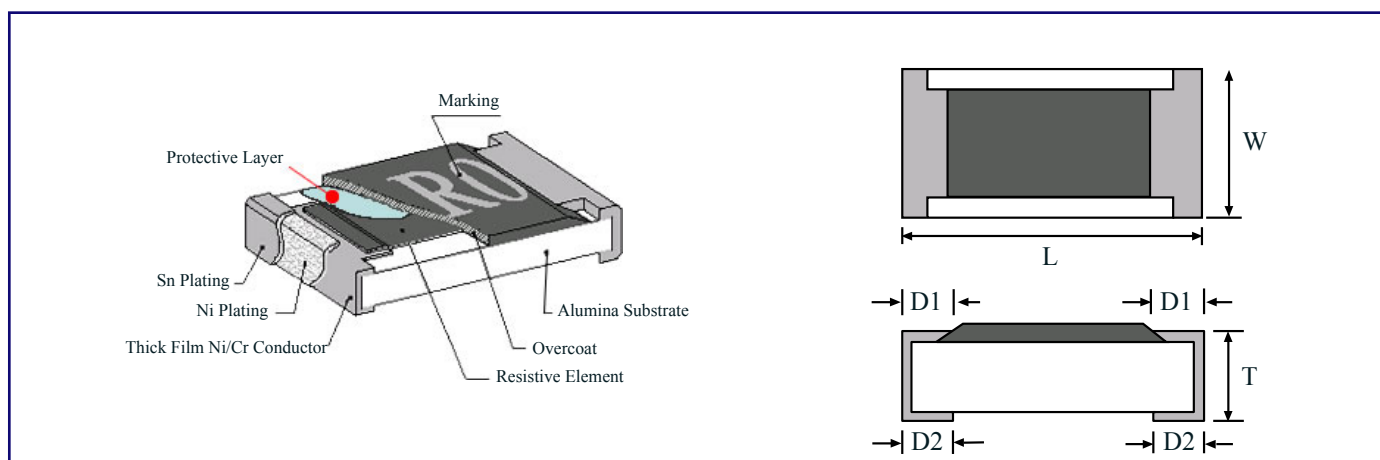 Marking
Protective Layer
R0
Sn Plating
Ni Plating
Thick Film Ni/Cr Conductor
Alumina Substrate
Overcoat
Resistive Element
W
L
D1
D1
T
D2
D2